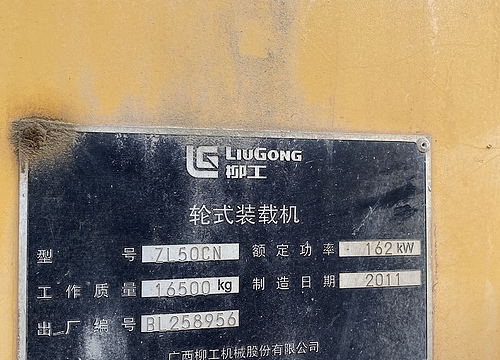 LIUGONG
柳工
轮式装载机
型号 ZL50CN 额定功率 162 kW
工作质量 16500 kg 制造日期 2011
出厂编号 BL258956
广西柳工机械股份有限公司